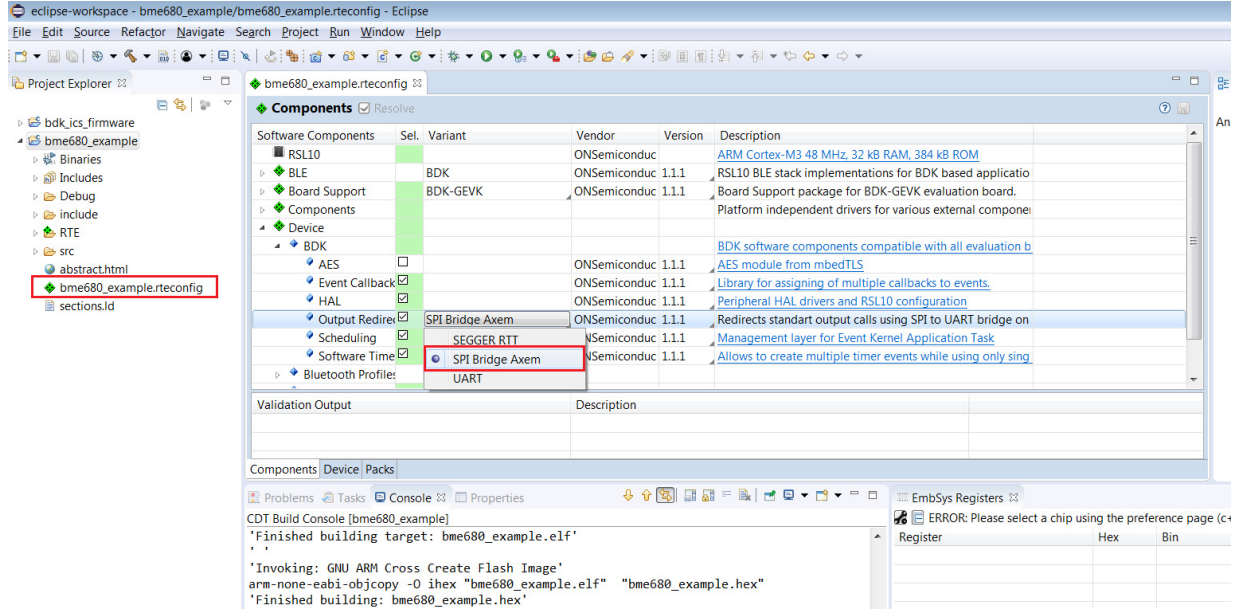 eclipse-workspace - bme680_example/bme680_example.rteconfig - Eclipse
File Edit Source Refactor Navigate Search Project Run Window Help
Project Explorer
bme680_example.rteconfig
Components Resolve
An
bdk_ics_firmware
bme680_example
Binaries
Includes
Debug
include
RTE
src
abstract.html
bme680_example.rteconfig
sections.ld
Software Components Sel. Variant Vendor Version Description
RSL10 ONSemiconduc ARM Cortex-M3 48 MHz, 32 kB RAM, 384 kB ROM
BLE BDK ONSemiconduc 1.1.1 RSL10 BLE stack implementations for BDK based applicatio
Board Support BDK-GEVK ONSemiconduc 1.1.1 Board Support package for BDK-GEVK evaluation board.
Components Platform independent drivers for various external componen
Device
BDK BDK software components compatible with all evaluation b
AES ONSemiconduc 1.1.1 AES module from mbedTLS
Event Callback ONSemiconduc 1.1.1 Library for assigning of multiple callbacks to events.
HAL ONSemiconduc 1.1.1 Peripheral HAL drivers and RSL10 configuration
Output Redirec SPI Bridge Axem ONSemiconduc 1.1.1 Redirects standart output calls using SPI to UART bridge on
Scheduling SEGGER RTT NSemiconduc 1.1.1 Management layer for Event Kernel Application Task
Software Time SPI Bridge Axem NSemiconduc 1.1.1 Allows to create multiple timer events while using only sing
Bluetooth Profiles UART
Validation Output Description
Components Device Packs
Problems Tasks Console Properties
CDT Build Console [bme680_example]
'Finished building target: bme680_example.elf'
' '
'Invoking: GNU ARM Cross Create Flash Image'
arm-none-eabi-objcopy -O ihex "bme680_example.elf" "bme680_example.hex"
'Finished building: bme680_example.hex'
EmbSys Registers
ERROR: Please select a chip using the preference page (c+
Register Hex Bin